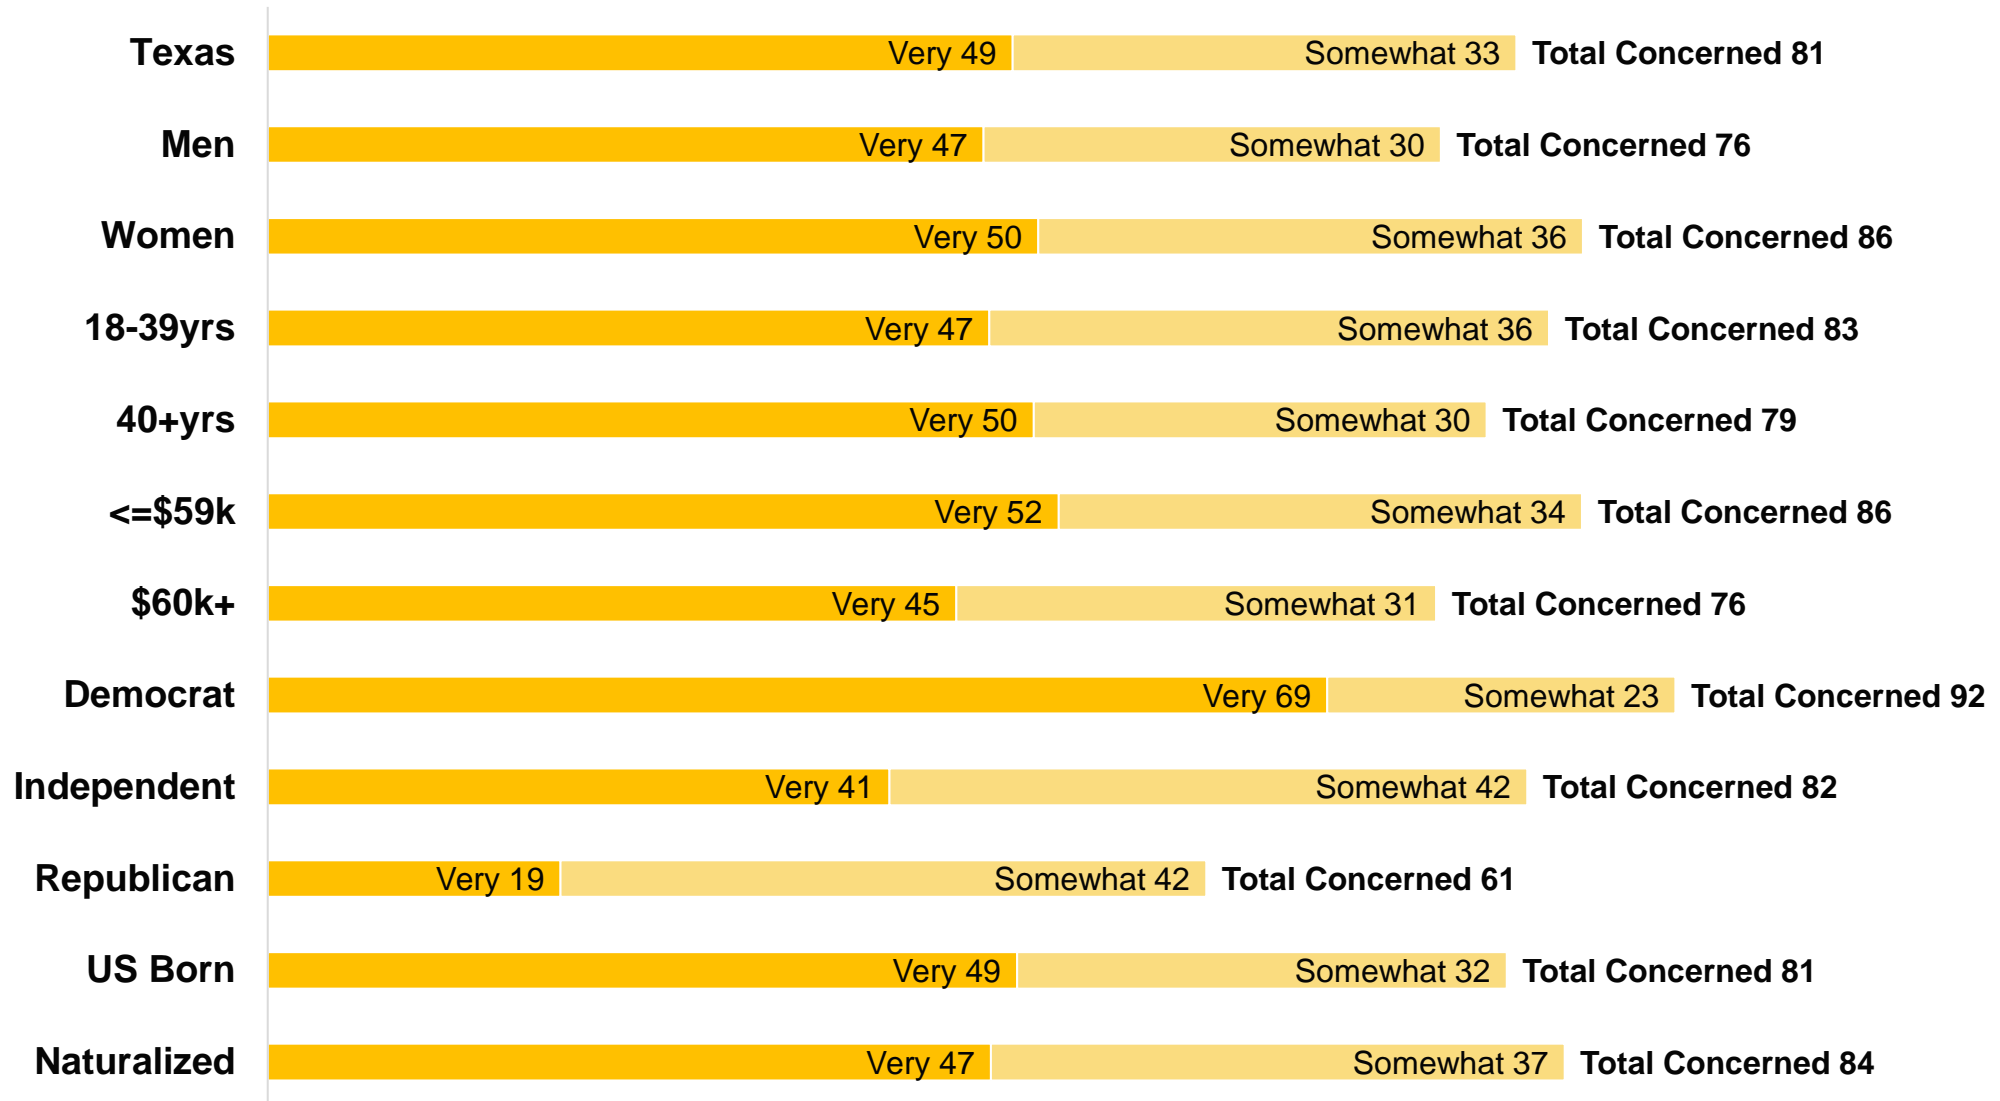 Texas Very 49 Somewhat 33 Total Concerned 81
Men Very 47 Somewhat 30 Total Concerned 76
Women Very 50 Somewhat 36 Total Concerned 86
18-39yrs Very 47 Somewhat 36 Total Concerned 83
40+yrs Very 50 Somewhat 30 Total Concerned 79
<=$59k Very 52 Somewhat 34 Total Concerned 86
$60k+ Very 45 Somewhat 31 Total Concerned 76
Democrat Very 69 Somewhat 23 Total Concerned 92
Independent Very 41 Somewhat 42 Total Concerned 82
Republican Very 19 Somewhat 42 Total Concerned 61
US Born Very 49 Somewhat 32 Total Concerned 81
Naturalized Very 47 Somewhat 37 Total Concerned 84